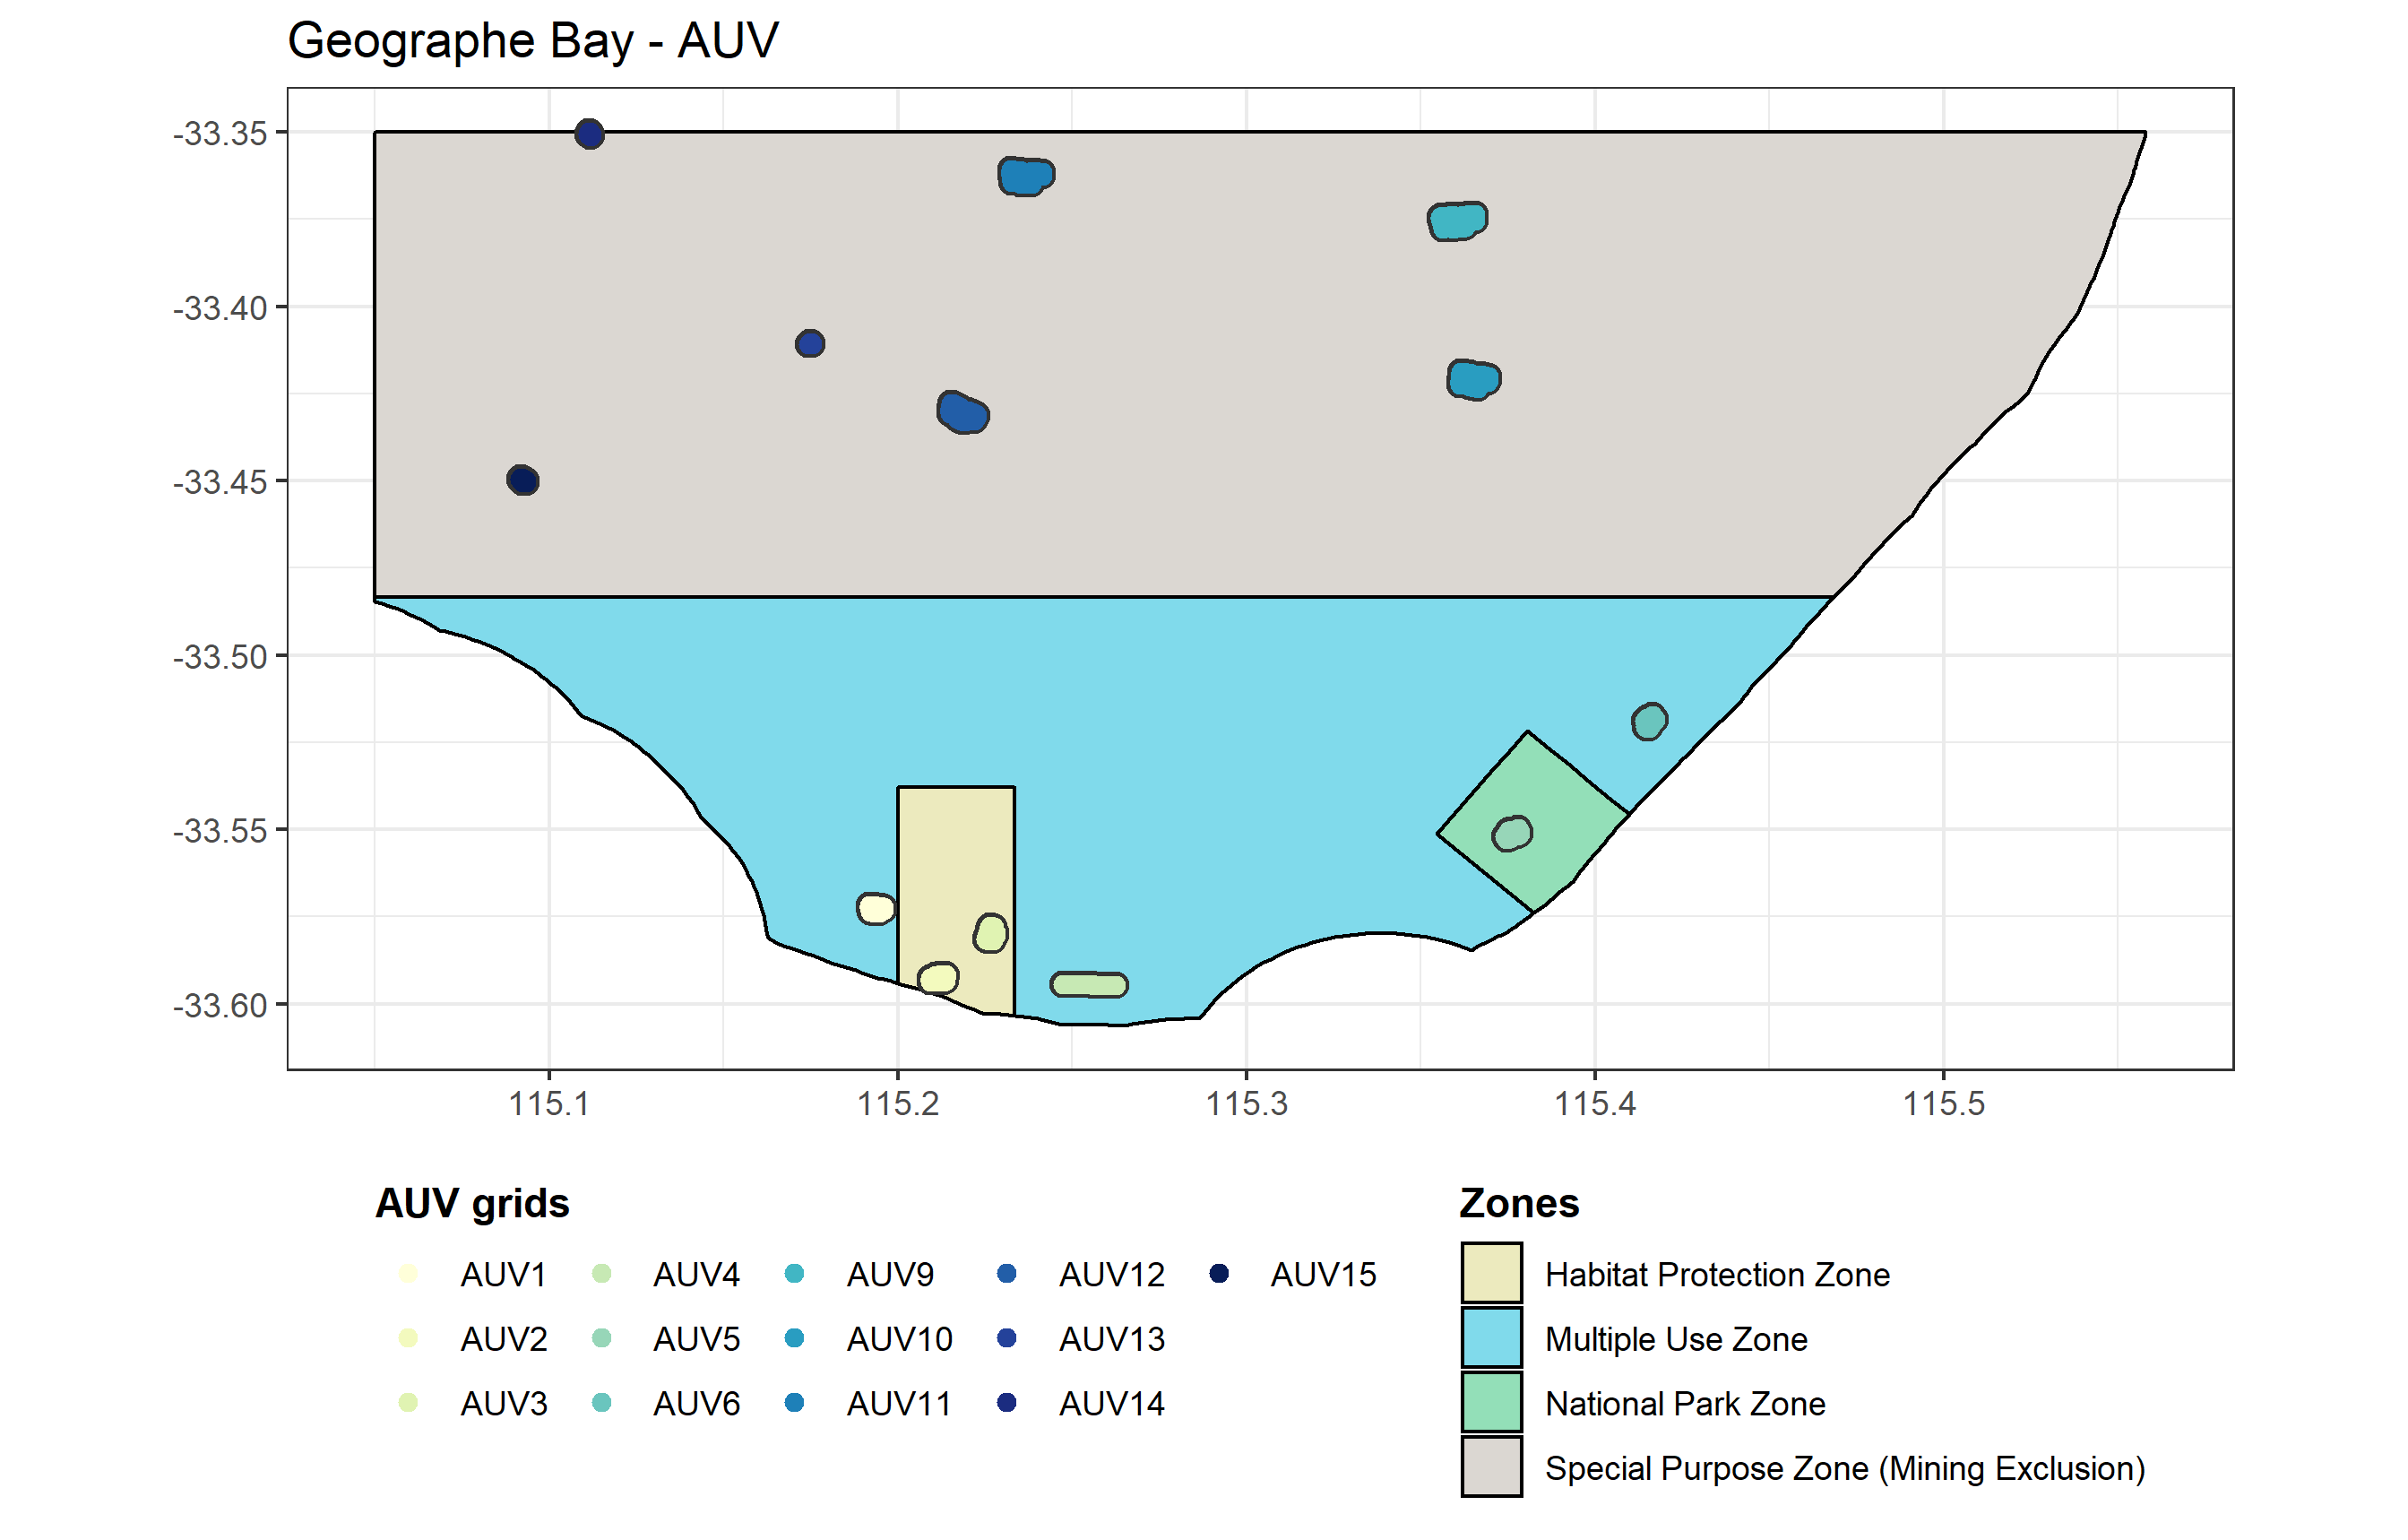 Geographe Bay - AUV
-33.35
-33.40
-33.45
-33.50
-33.55
-33.60
115.1 115.2 115.3 115.4 115.5
AUV grids
AUV1 AUV4 AUV9 AUV12 AUV15
AUV2 AUV5 AUV10 AUV13
AUV3 AUV6 AUV11 AUV14
Zones
Habitat Protection Zone
Multiple Use Zone
National Park Zone
Special Purpose Zone (Mining Exclusion)